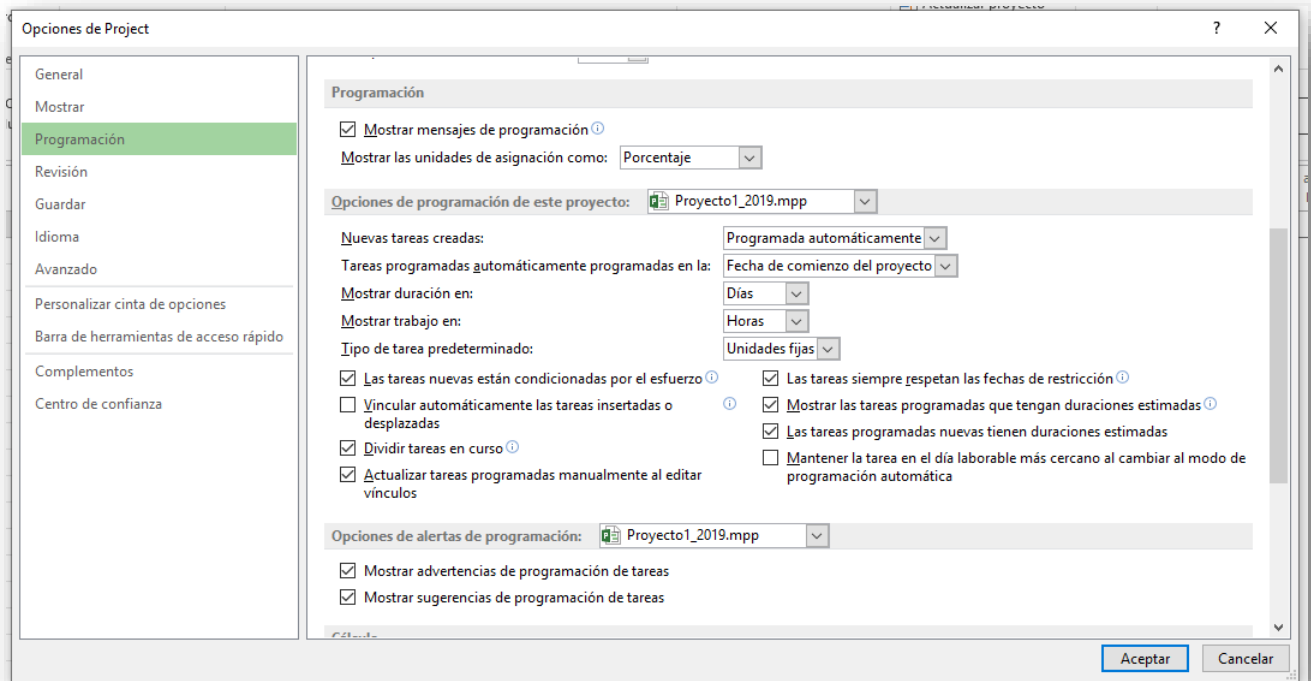 Actualizar proyecto
Opciones de Project
?
General
Mostrar
Programación
Revisión
Guardar
Idioma
Avanzado
Personalizar cinta de opciones
Barra de herramientas de acceso rápido
Complementos
Centro de confianza
Programación
Mostrar mensajes de programación
Mostrar las unidades de asignación como: Porcentaje
Opciones de programación de este proyecto: Proyecto1_2019.mpp
Nuevas tareas creadas: Programada automáticamente
Tareas programadas automáticamente programadas en la: Fecha de comienzo del proyecto
Mostrar duración en: Días
Mostrar trabajo en: Horas
Tipo de tarea predeterminado: Unidades fijas
Las tareas nuevas están condicionadas por el esfuerzo
Vincular automáticamente las tareas insertadas o
desplazadas
Dividir tareas en curso
Actualizar tareas programadas manualmente al editar
vínculos
Las tareas siempre respetan las fechas de restricción
Mostrar las tareas programadas que tengan duraciones estimadas
Las tareas programadas nuevas tienen duraciones estimadas
Mantener la tarea en el día laborable más cercano al cambiar al modo de
programación automática
Opciones de alertas de programación: Proyecto1_2019.mpp
Mostrar advertencias de programación de tareas
Mostrar sugerencias de programación de tareas
Cálculo
Aceptar
Cancelar